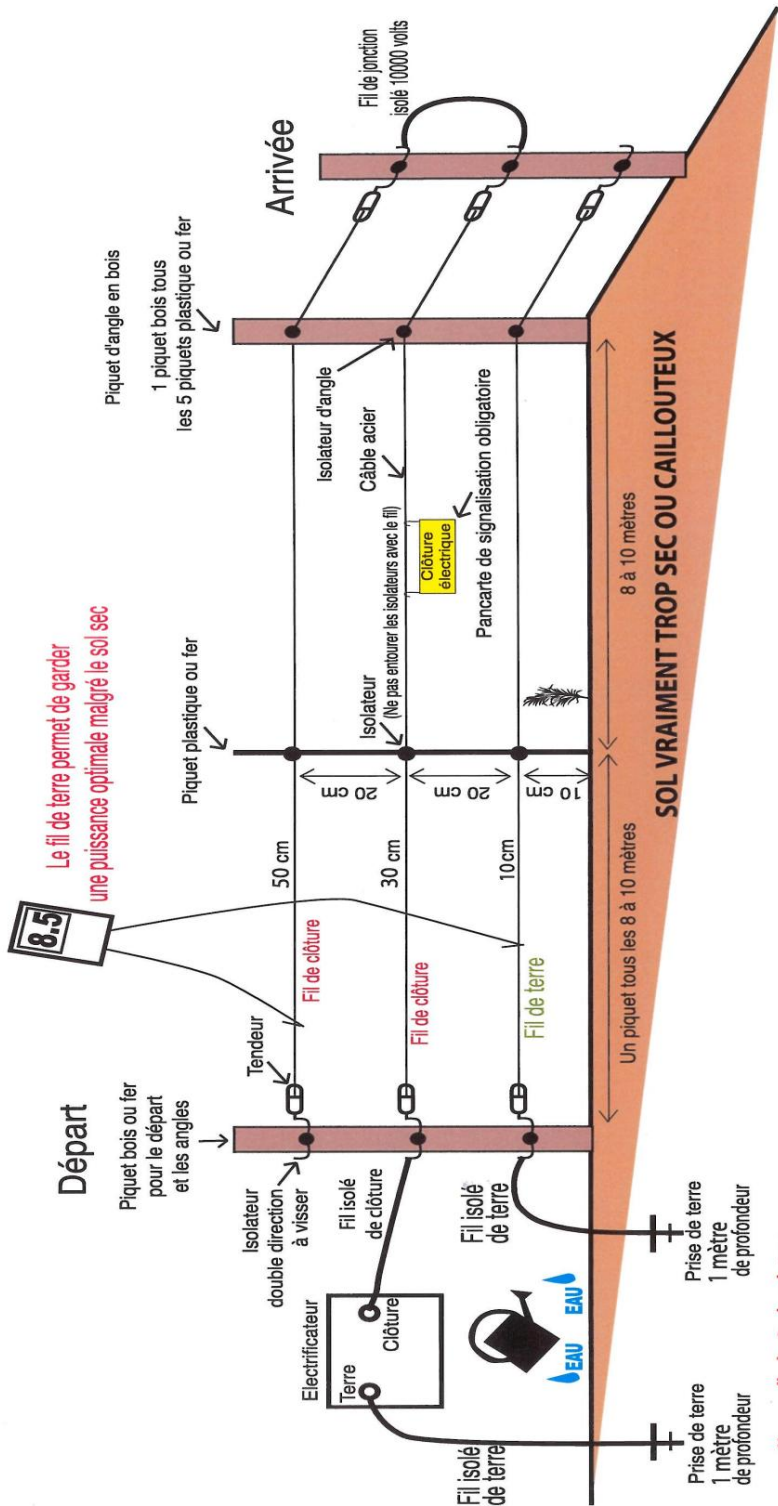 Le fil de terre permet de garder
une puissance optimale malgré le sol sec
8.5
Départ
Piquet bois ou fer
pour le départ
et les angles
Isolateur
double direction
à visser
Tendeur
Piquet plastique ou fer
Piquet d'angle en bois
1 piquet bois tous
les 5 piquets plastique ou fer
Arrivée
Fil de jonction
isolé 10000 volts
Electrificateur
Terre
Clôture
Fil isolé
de clôture
Fil isolé
de terre
Fil isolé
de terre
EAU
EAU
Fil de clôture
50 cm
Fil de clôture
30 cm
Fil de terre
10cm
20 cm
20 cm
10 cm
Isolateur
(Ne pas entourer les isolateurs avec le fil)
Câble acier
Isolateur d'angle
Clôture
électrique
Pancarte de signalisation obligatoire
Un piquet tous les 8 à 10 mètres
8 à 10 mètres
SOL VRAIMENT TROP SEC OU CAILLOUTEUX
Prise de terre
1 mètre
de profondeur
Prise de terre
1 mètre
de profondeur